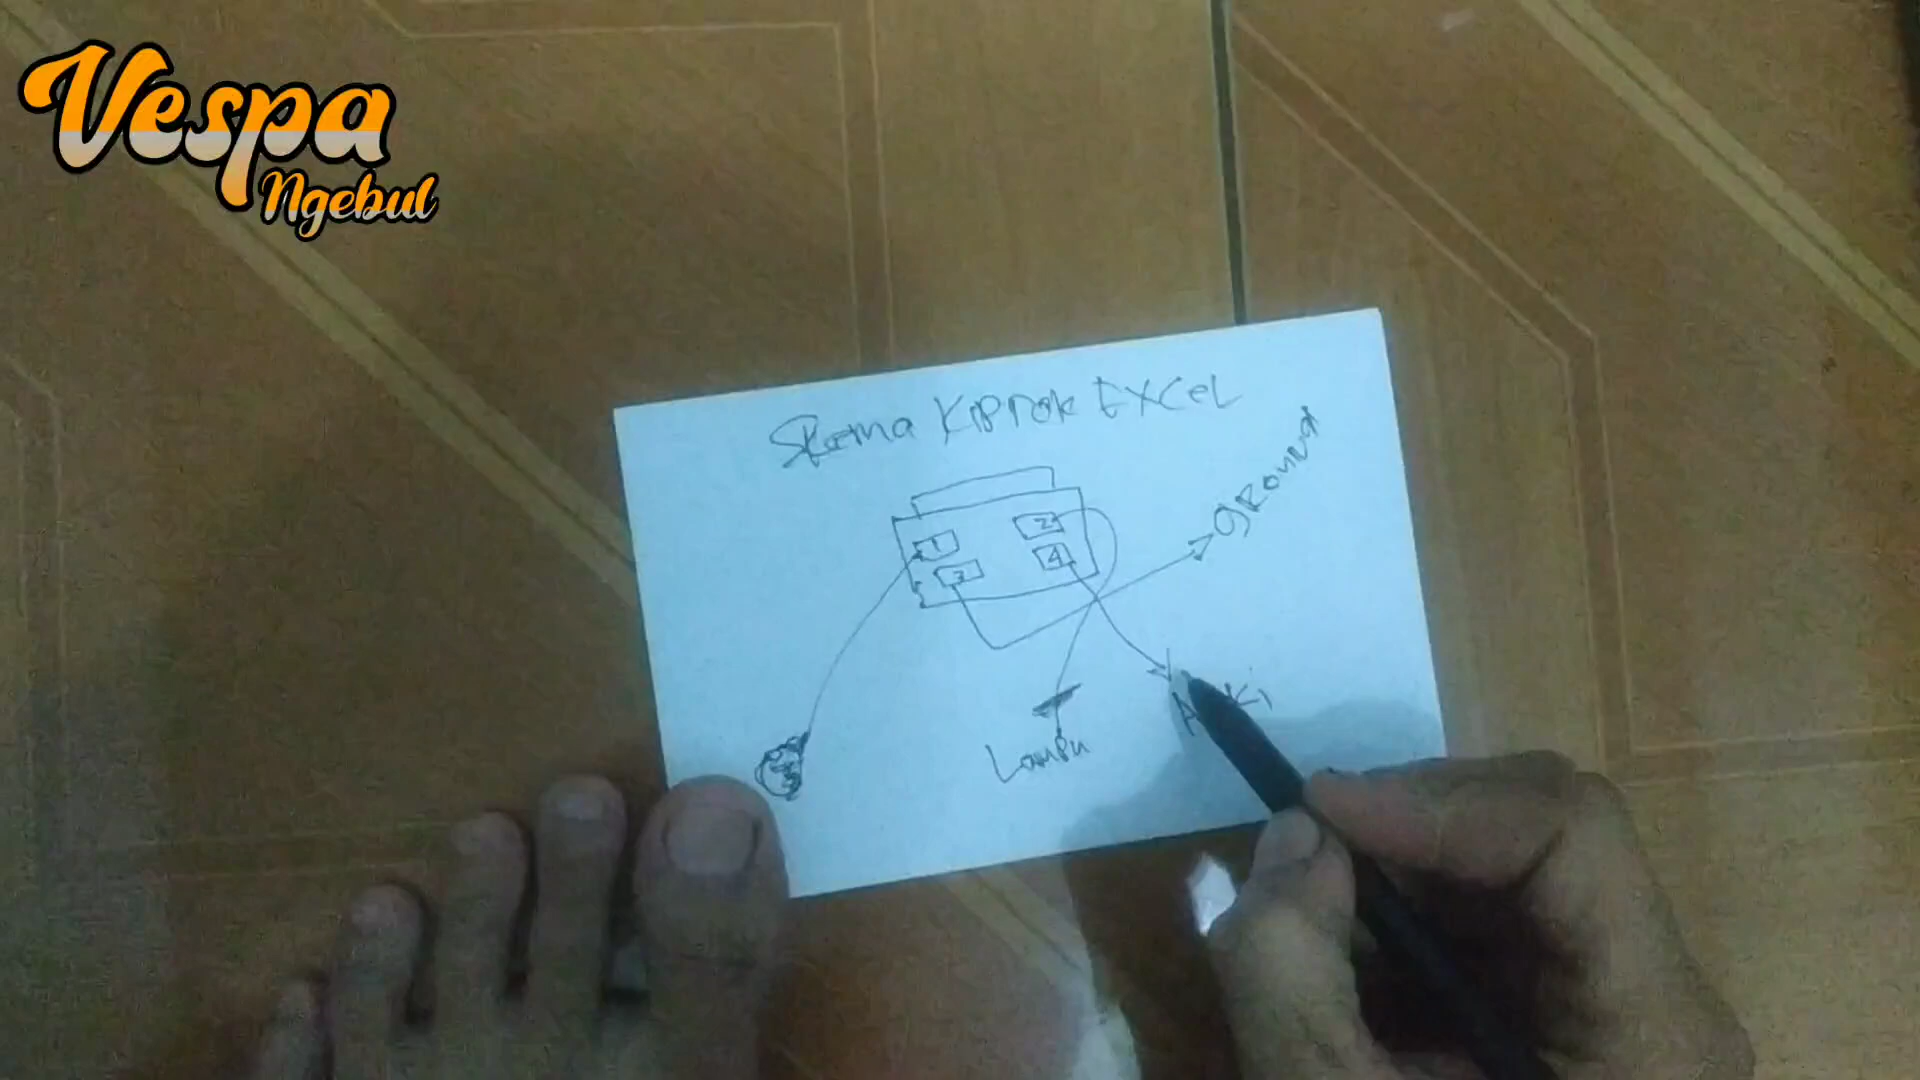 Vespa
Ngebul
Skema KIPROK EXCEL
gROUND
1
2
3
4
Lampu